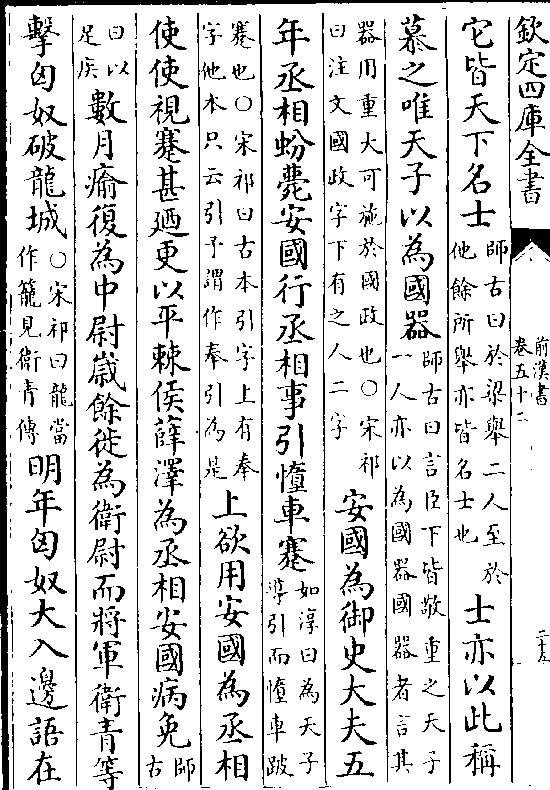 欽定四庫全書
前漢書
卷五十二
它皆天下名士
師古曰於梁舉二人至於
他餘所舉亦皆名士也
士亦以此稱
慕之唯天子以為國器
師古曰言臣下皆敬重之天子
一人亦以為國器國器者言其
器用重大可施於國政也○宋祁
曰注文國政字下有之人二字
安國為御史大夫五
年丞相蚡薨安國行丞相事引墮車蹇
如淳曰為天子
導引而墮車跛
蹇也○宋祁曰古本引字上有奉
字他本只云引予謂作奉引為是
上欲用安國為丞相
使使視蹇甚廼更以平棘侯薛澤為丞相安國病免
師
古
曰以
足疾
數月瘉復為中尉嵗餘徙為衛尉而將軍衛青等
擊匈奴破龍城
○宋祁曰龍當
作籠見衛青傳
明年匈奴大入邊語在